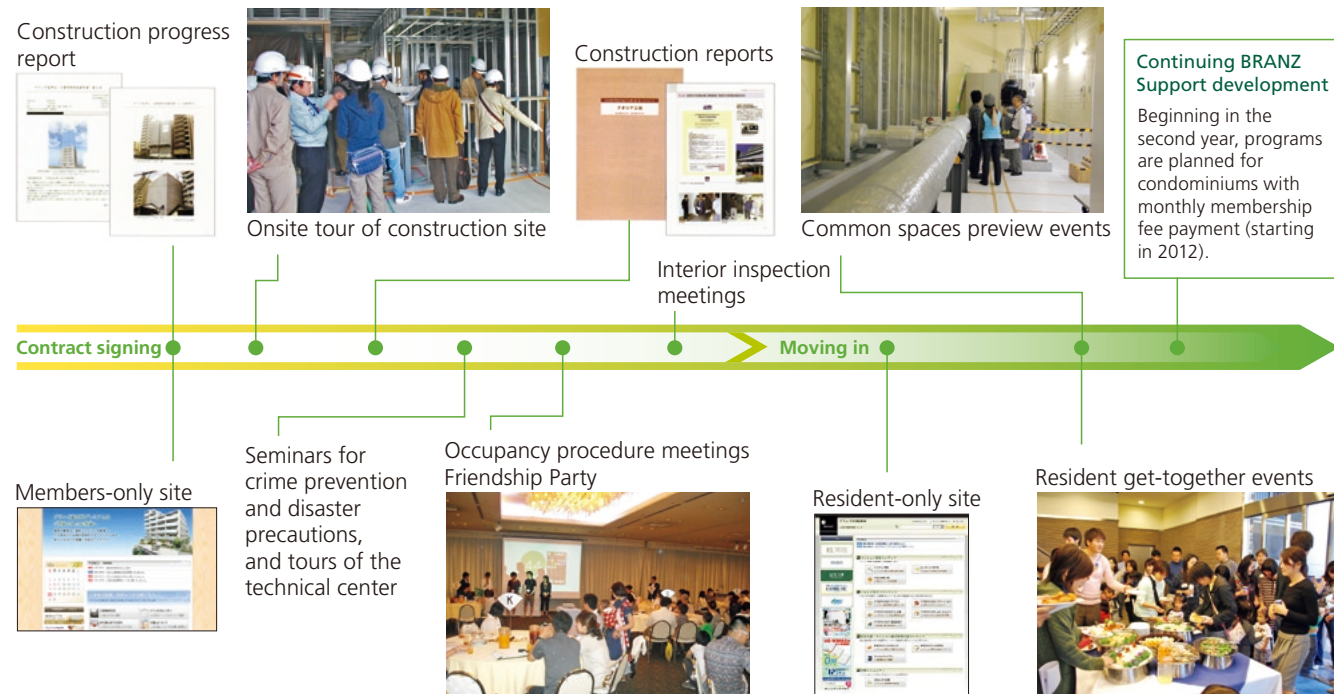 Construction progress
report
Onsite tour of construction site
Construction reports
Interior inspection
meetings
Common spaces preview events
Continuing BRANZ
Support development
Beginning in the
second year, programs
are planned for
condominiums with
monthly membership
fee payment (starting
in 2012).
Contract signing
Moving in
Members-only site
Seminars for
crime prevention
and disaster
precautions,
and tours of the
technical center
Occupancy procedure meetings
Friendship Party
K
Resident-only site
Resident get-together events